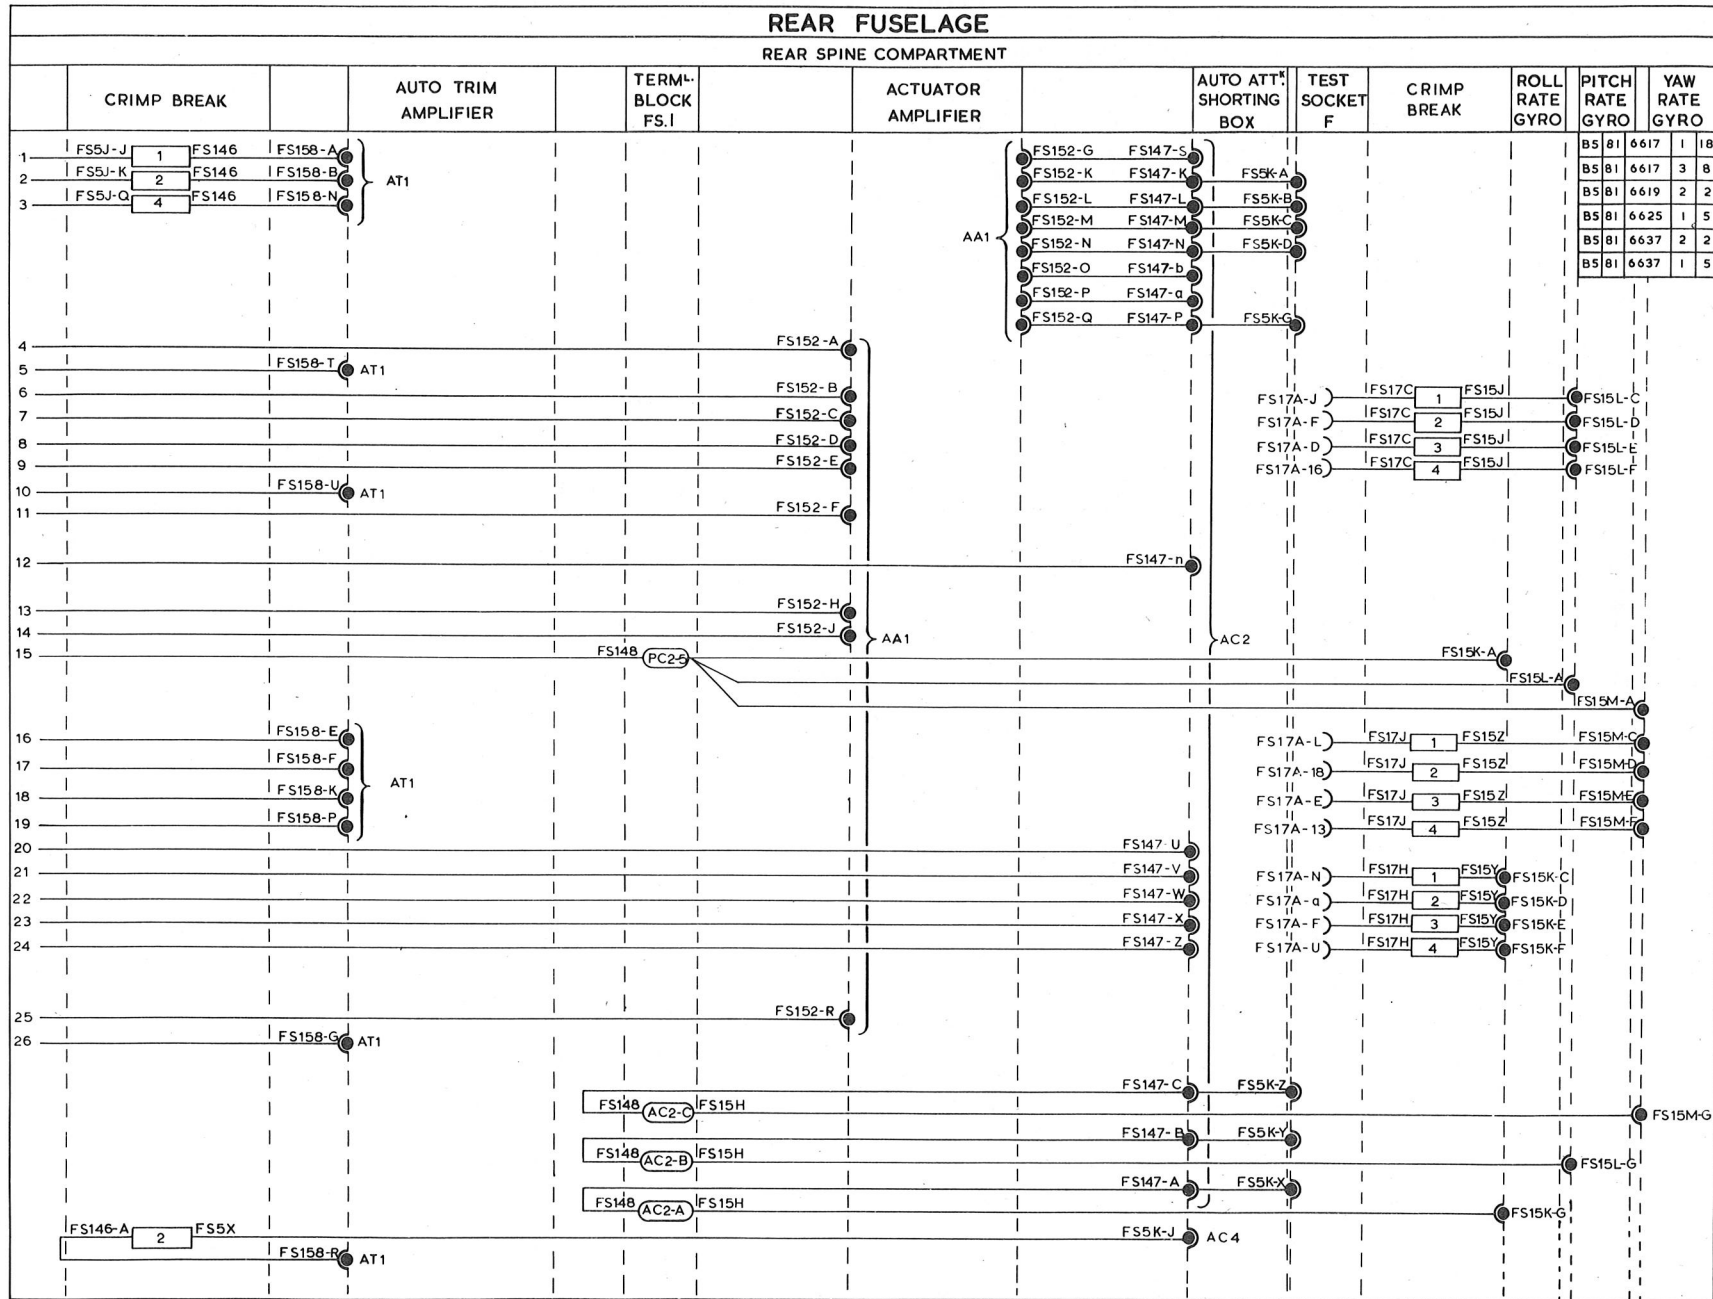 REAR FUSELAGE
REAR SPINE COMPARTMENT
CRIMP BREAK
AUTO TRIM AMPLIFIER
TERML. BLOCK FS.1
ACTUATOR AMPLIFIER
AUTO ATTK. SHORTING BOX
TEST SOCKET F
CRIMP BREAK
ROLL RATE GYRO
PITCH RATE GYRO
YAW RATE GYRO
B5 81 6617 1 18
B5 81 6617 3 8
B5 81 6619 2 2
B5 81 6625 1 5
B5 81 6637 2 2
B5 81 6637 1 5
1 FS5J-J 1 FS146 FS158-A
2 FS5J-K 2 FS146 FS158-B AT1
3 FS5J-Q 4 FS146 FS158-N
FS152-G FS147-S
FS152-K FS147-K FS5K-A
FS152-L FS147-L FS5K-B
FS152-M FS147-M FS5K-C
AA1
FS152-N FS147-N FS5K-D
FS152-O FS147-b
FS152-P FS147-a
FS152-Q FS147-P FS5K-G
4 FS152-A
5 FS158-T AT1
6 FS152-B
7 FS152-C
8 FS152-D
9 FS152-E
10 FS158-U AT1
11 FS152-F
FS17A-J FS17C 1 FS15J FS15L-C
FS17A-F FS17C 2 FS15J FS15L-D
FS17A-D FS17C 3 FS15J FS15L-E
FS17A-16 FS17C 4 FS15J FS15L-F
12 FS147-n
13 FS152-H
14 FS152-J AA1 AC2
15 FS148 PC2-5 FS15K-A
FS15L-A
FS15M-A
16 FS158-E
17 FS158-F
AT1
18 FS158-K
19 FS158-P
FS17A-L FS17J 1 FS15Z FS15M-C
FS17A-18 FS17J 2 FS15Z FS15M-D
FS17A-E FS17J 3 FS15Z FS15M-E
FS17A-13 FS17J 4 FS15Z FS15M-F
20 FS147-U
21 FS147-V
22 FS147-W
23 FS147-X
24 FS147-Z
FS17A-N FS17H 1 FS15Y FS15K-C
FS17A-a FS17H 2 FS15Y FS15K-D
FS17A-F FS17H 3 FS15Y FS15K-E
FS17A-U FS17H 4 FS15Y FS15K-F
25 FS152-R
26 FS158-G AT1
FS147-C FS5K-Z
FS148 AC2-C FS15H FS15M-G
FS147-B FS5K-Y
FS148 AC2-B FS15H FS15L-G
FS147-A FS5K-X
FS148 AC2-A FS15H FS15K-G
FS146-A 2 FS5X FS5K-J AC4
FS158-R AT1